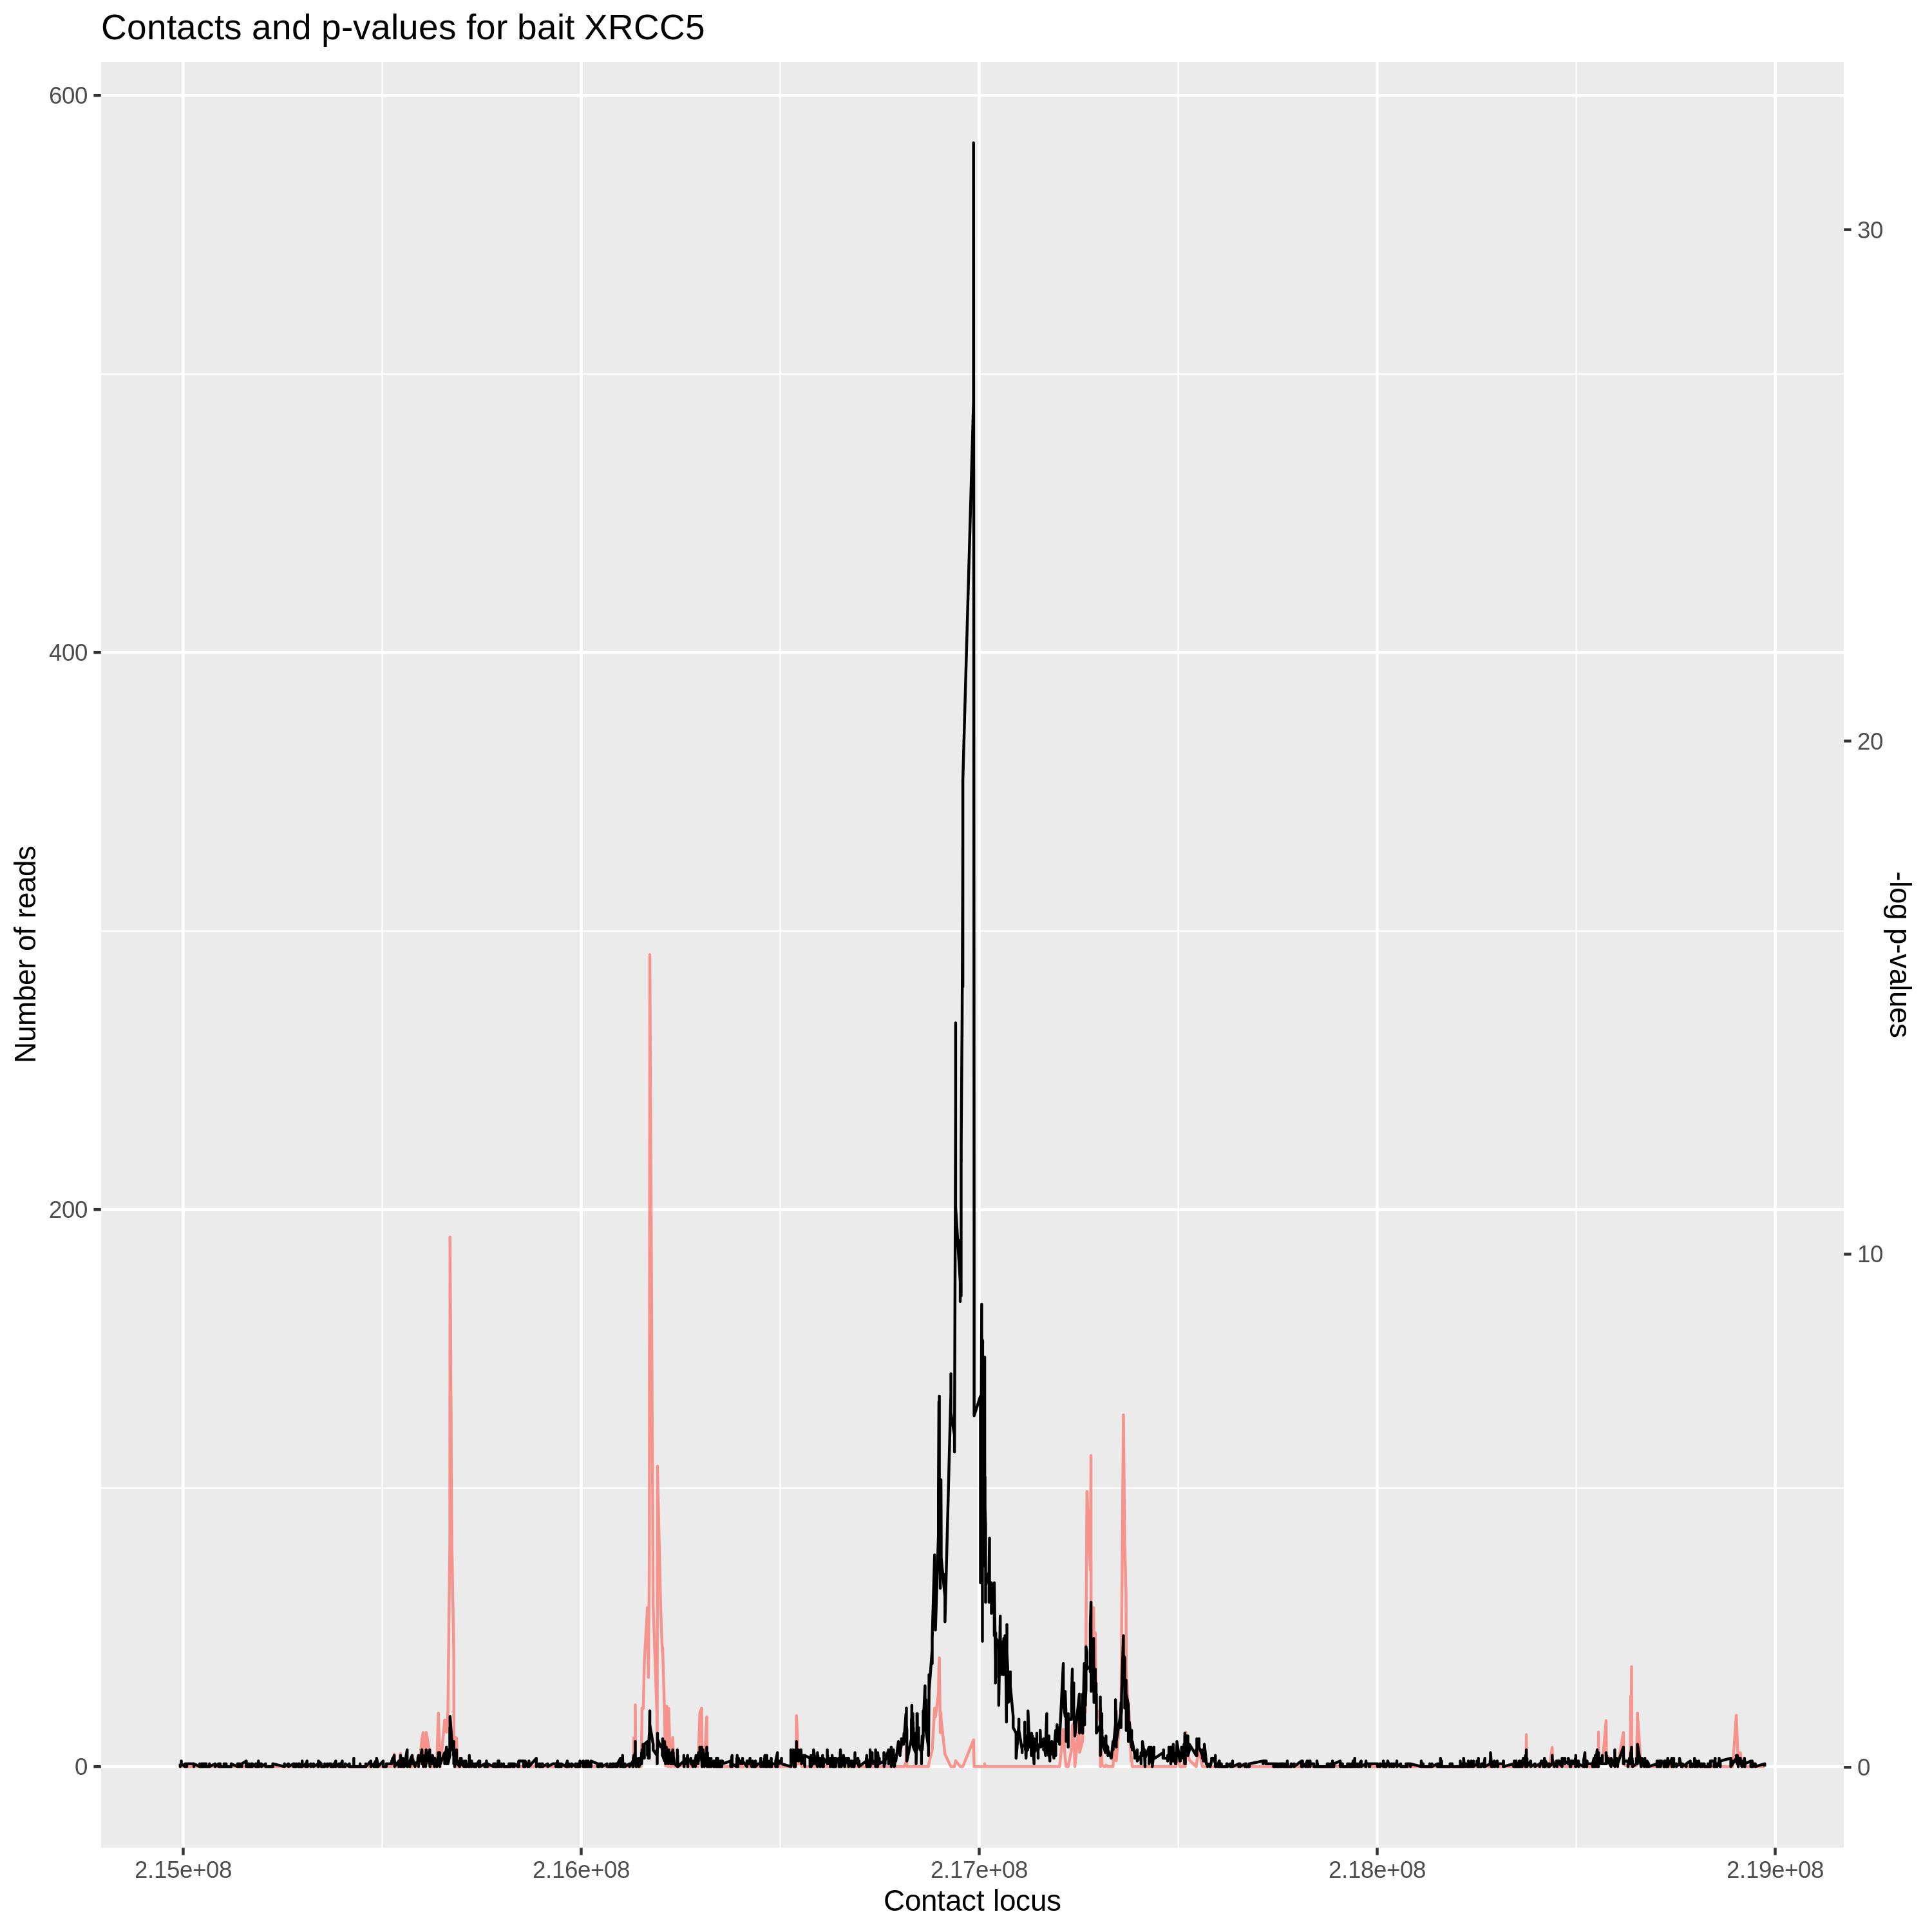 Contacts and p-values for bait XRCC5
600
400
200
0
Number of reads
30
20
10
0
-log p-values
2.15e+08
2.16e+08
2.17e+08
2.18e+08
2.19e+08
Contact locus